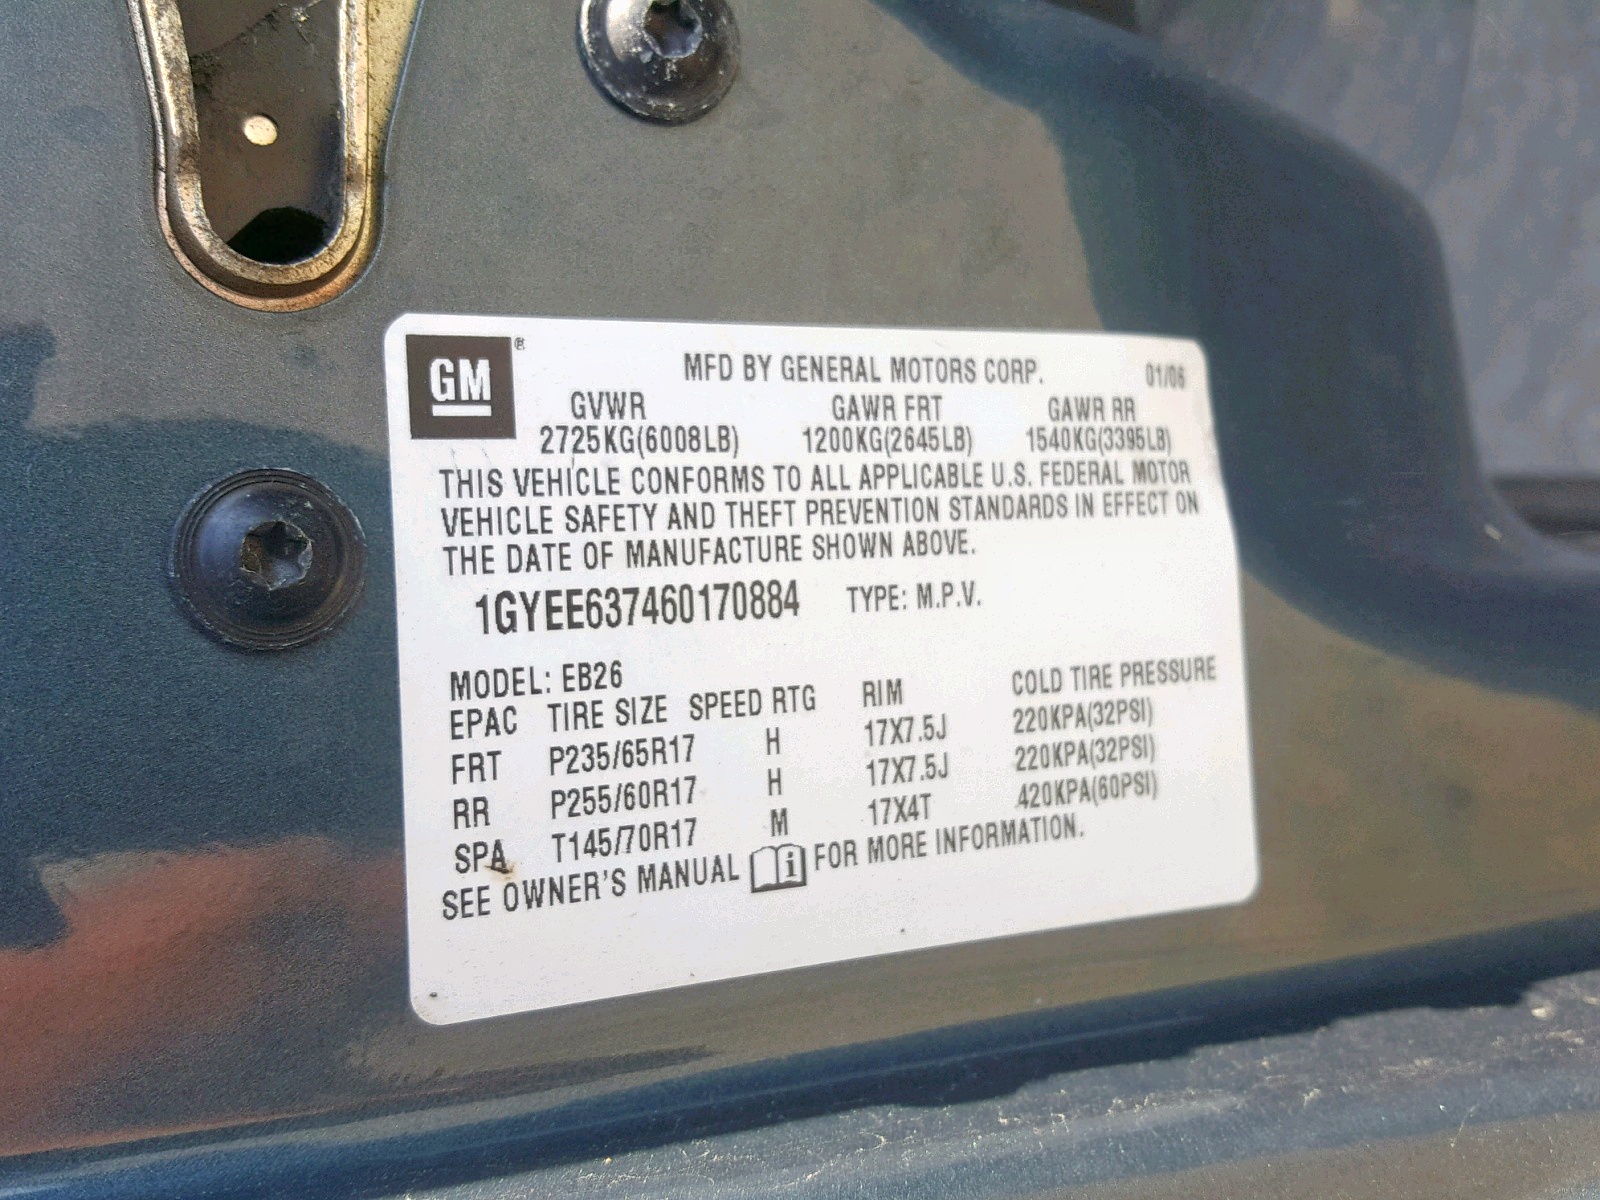 GM ® MFD BY GENERAL MOTORS CORP. 01/06
GVWR GAWR FRT GAWR RR
2725KG(6008LB) 1200KG(2645LB) 1540KG(3395LB)
THIS VEHICLE CONFORMS TO ALL APPLICABLE U.S. FEDERAL MOTOR
VEHICLE SAFETY AND THEFT PREVENTION STANDARDS IN EFFECT ON
THE DATE OF MANUFACTURE SHOWN ABOVE.
1GYEE637460170884 TYPE: M.P.V.
MODEL: EB26
EPAC TIRE SIZE SPEED RTG RIM COLD TIRE PRESSURE
FRT P235/65R17 H 17X7.5J 220KPA(32PSI)
RR P255/60R17 H 17X7.5J 220KPA(32PSI)
SPA T145/70R17 M 17X4T 420KPA(60PSI)
SEE OWNER'S MANUAL i FOR MORE INFORMATION.